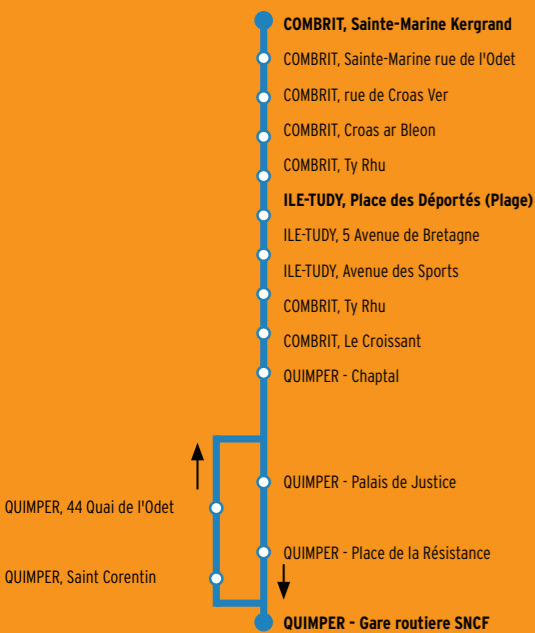 COMBRIT, Sainte-Marine Kergrand
COMBRIT, Sainte-Marine rue de l'Odet
COMBRIT, rue de Croas Ver
COMBRIT, Croas ar Bleon
COMBRIT, Ty Rhu
ILE-TUDY, Place des Déportés (Plage)
ILE-TUDY, 5 Avenue de Bretagne
ILE-TUDY, Avenue des Sports
COMBRIT, Ty Rhu
COMBRIT, Le Croissant
QUIMPER - Chaptal
QUIMPER - Palais de Justice
QUIMPER, 44 Quai de l'Odet
QUIMPER - Place de la Résistance
QUIMPER, Saint Corentin
QUIMPER - Gare routiere SNCF